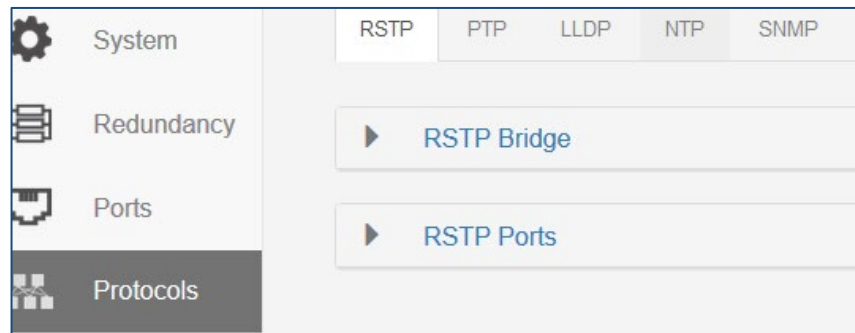 System
Redundancy
Ports
Protocols
RSTP PTP LLDP NTP SNMP
RSTP Bridge
RSTP Ports